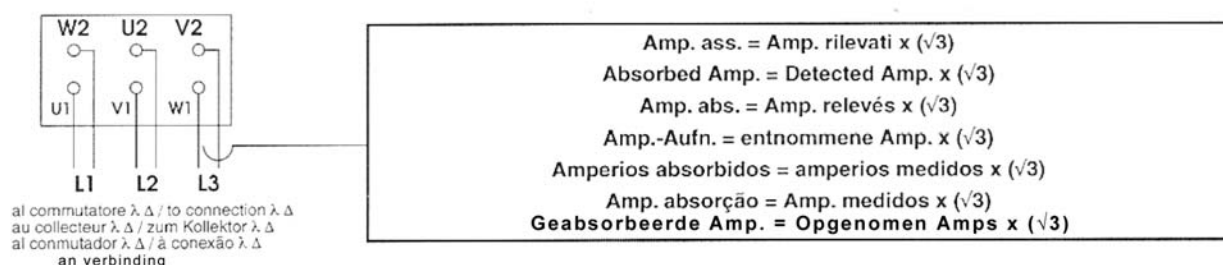 W2 U2 V2
U1 V1 W1
L1 L2 L3
al commutatore λ Δ / to connection λ Δ
au collecteur λ Δ / zum Kollektor λ Δ
al conmutador λ Δ / à conexão λ Δ
an verbinding
Amp. ass. = Amp. rilevati x (√3)
Absorbed Amp. = Detected Amp. x (√3)
Amp. abs. = Amp. relevés x (√3)
Amp.-Aufn. = entnommene Amp. x (√3)
Amperios absorbidos = amperios medidos x (√3)
Amp. absorção = Amp. medidos x (√3)
Geabsorbeerde Amp. = Opgenomen Amps x (√3)